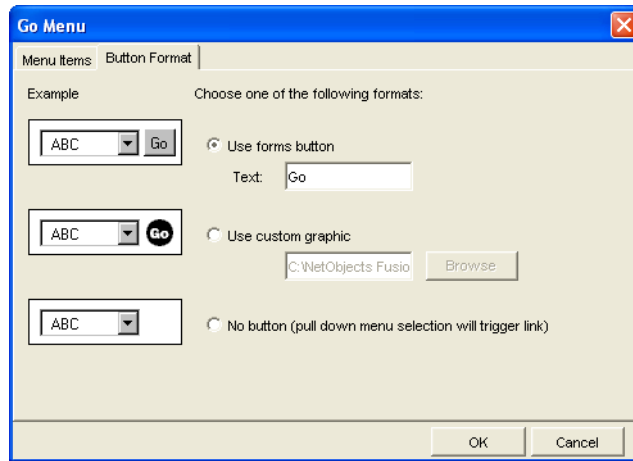 Go Menu
Menu Items Button Format
Example Choose one of the following formats:
ABC Go Use forms button
Text: Go
ABC Go Use custom graphic
C:\NetObjects Fusio Browse
ABC No button (pull down menu selection will trigger link)
OK Cancel